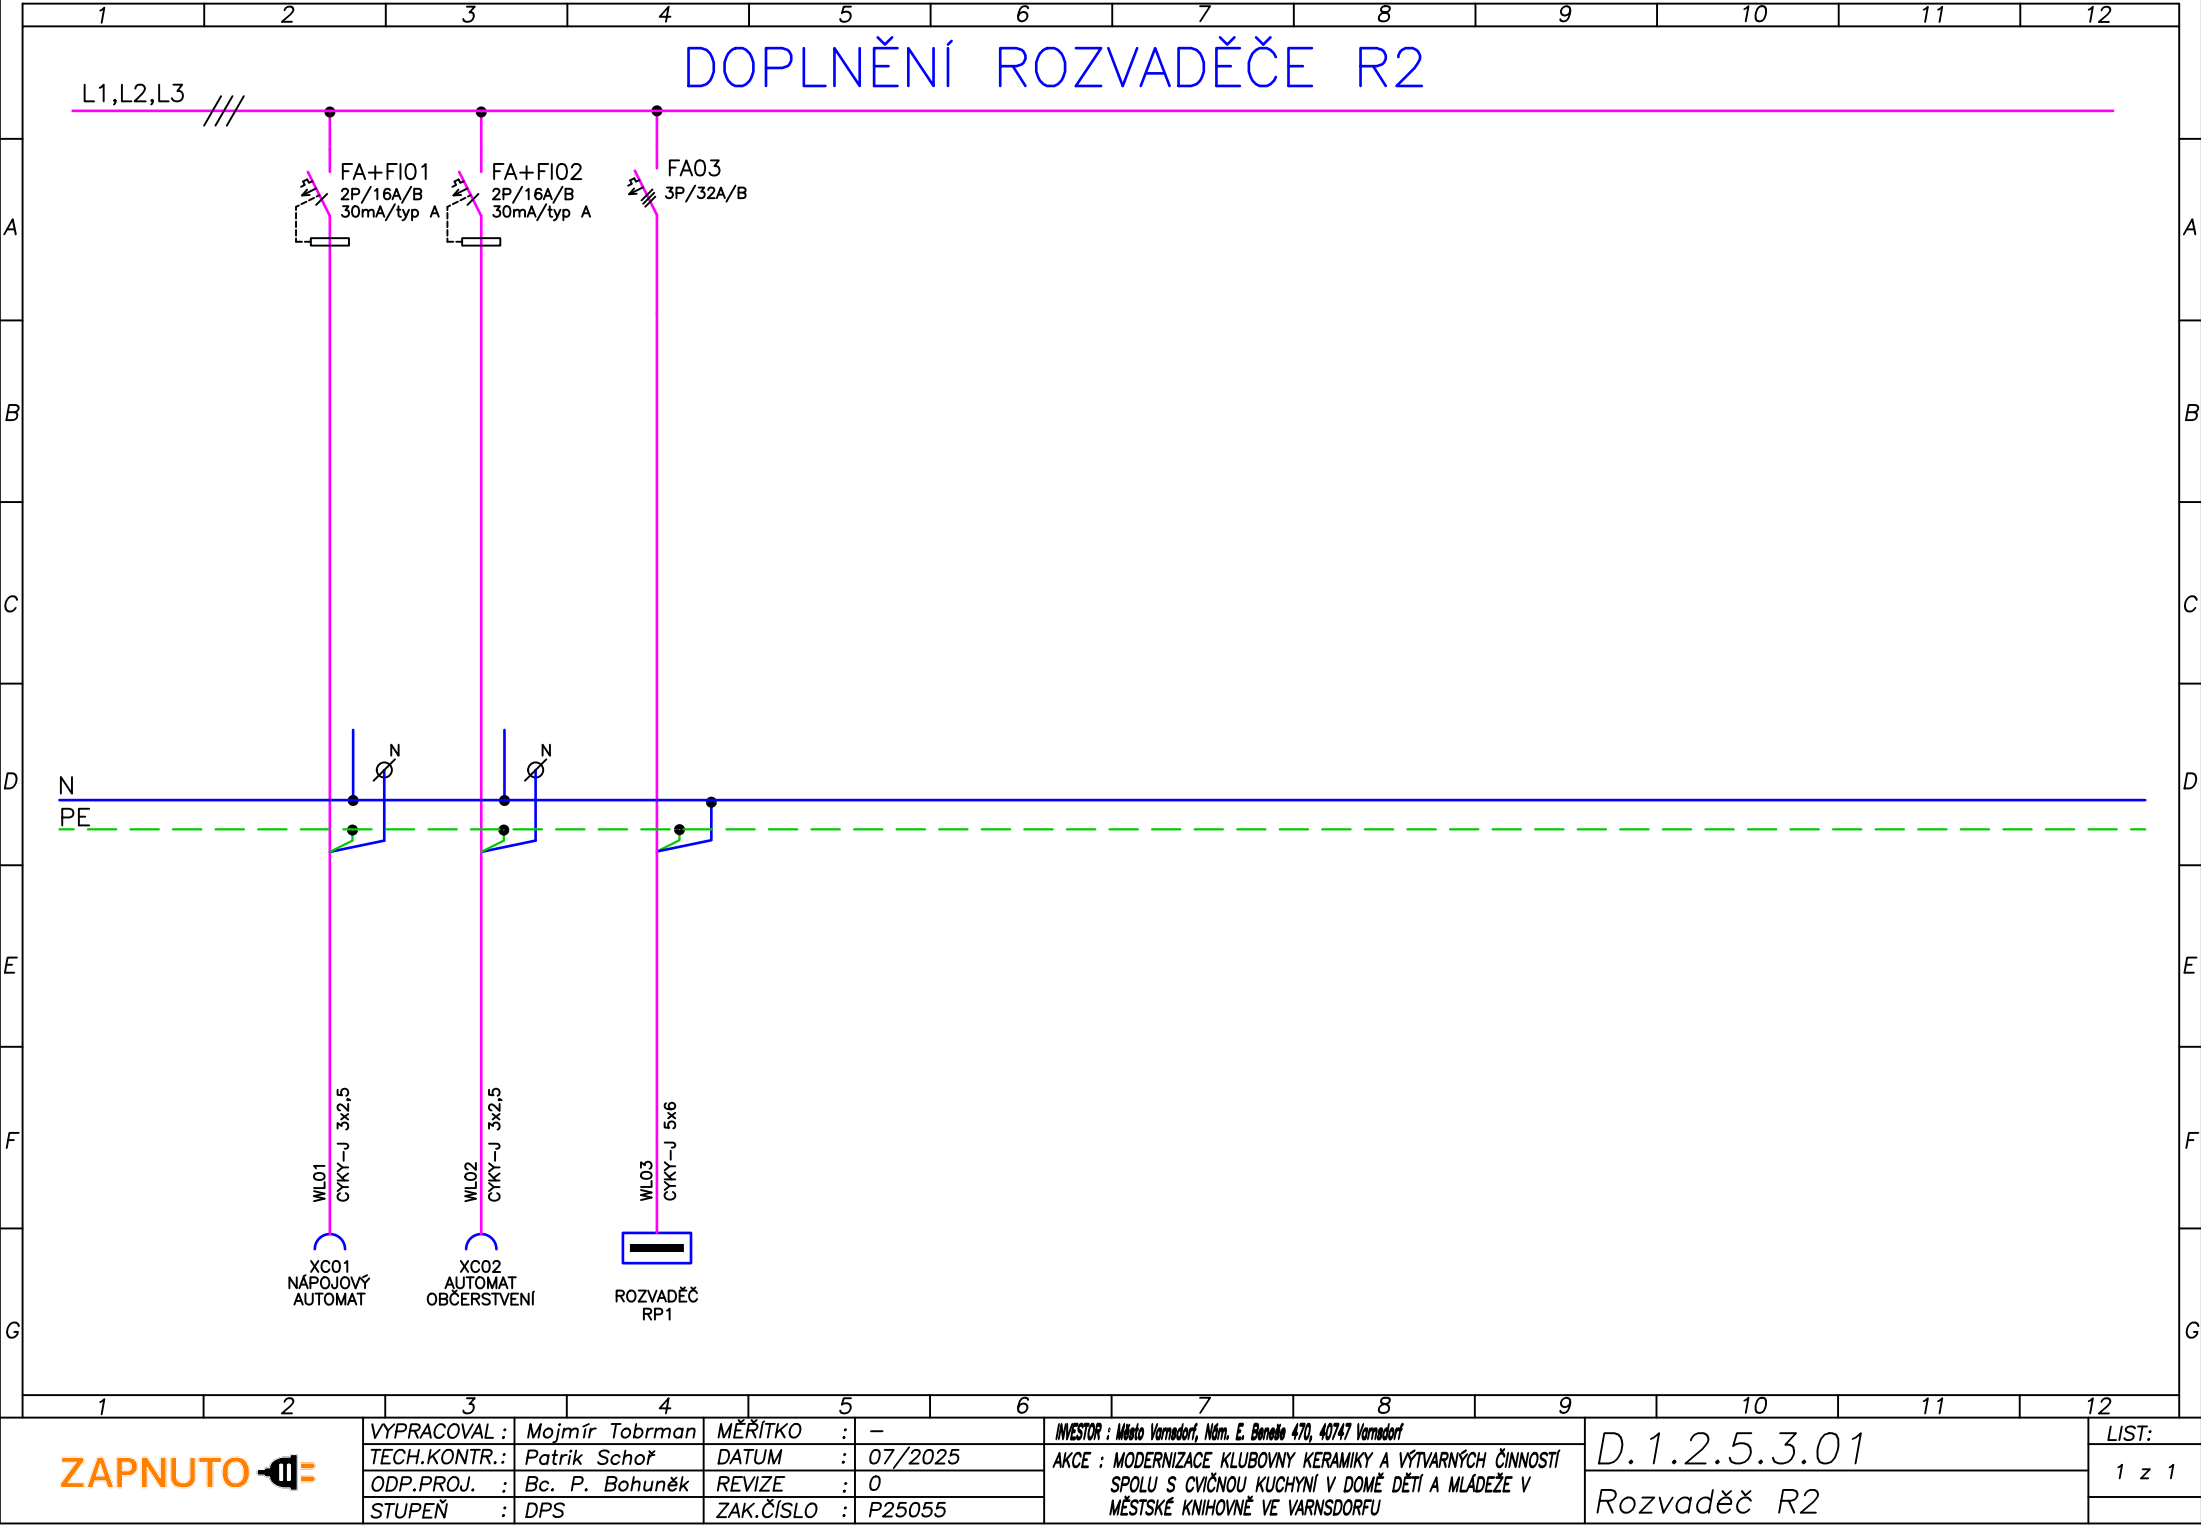 1 2 3 4 5 6 7 8 9 10 11 12
DOPLNĚNÍ ROZVADĚČE R2
L1,L2,L3
FA+FI01
2P/16A/B
30mA/typ A
FA+FI02
2P/16A/B
30mA/typ A
FA03
3P/32A/B
A A
B B
C C
D D
N N
N
PE
E E
F F
WL01
CYKY-J 3x2,5
WL02
CYKY-J 3x2,5
WL03
CYKY-J 5x6
XC01
NÁPOJOVÝ
AUTOMAT
XC02
AUTOMAT
OBČERSTVENÍ
ROZVADĚČ
RP1
G G
1 2 3 4 5 6 7 8 9 10 11 12
ZAPNUTO
VYPRACOVAL : Mojmír Tobrman MĚŘÍTKO : –
TECH.KONTR.: Patrik Schoř DATUM : 07/2025
ODP.PROJ. : Bc. P. Bohuněk REVIZE : 0
STUPEŇ : DPS ZAK.ČÍSLO : P25055
INVESTOR : Město Varnsdorf, Nám. E. Beneše 470, 40747 Varnsdorf
AKCE : MODERNIZACE KLUBOVNY KERAMIKY A VÝTVARNÝCH ČINNOSTÍ
SPOLU S CVIČNOU KUCHYNÍ V DOMĚ DĚTÍ A MLÁDEŽE V
MĚSTSKÉ KNIHOVNĚ VE VARNSDORFU
D.1.2.5.3.01
Rozvaděč R2
LIST:
1 z 1